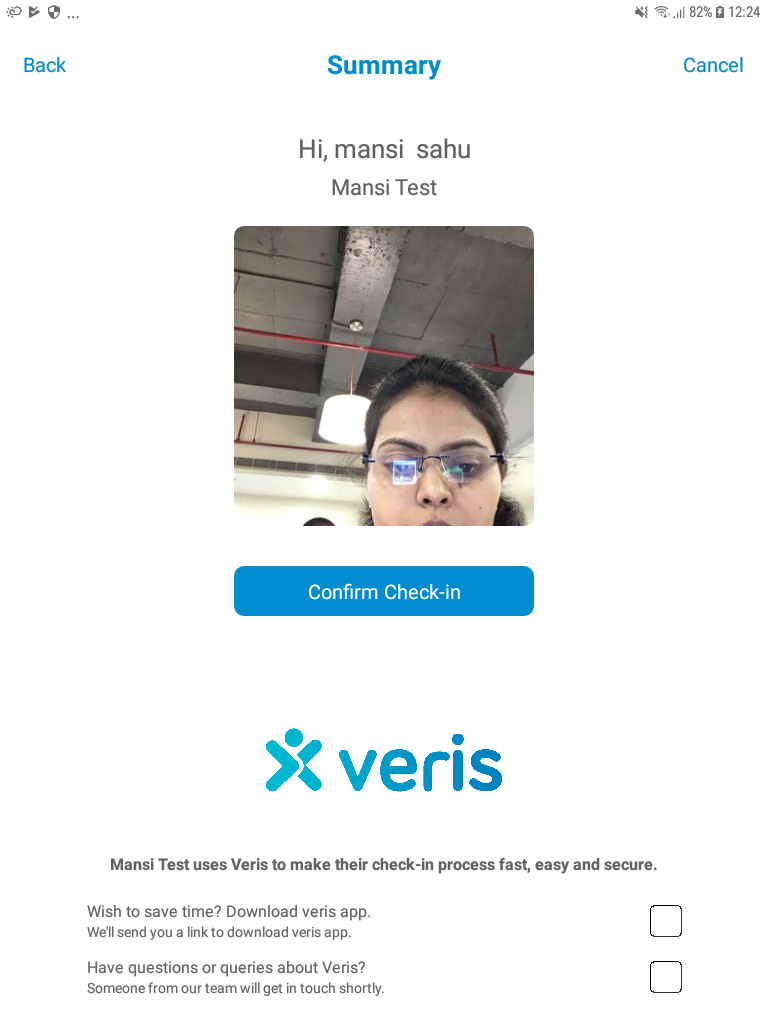 ... 82% 12:24
Back Summary Cancel
Hi, mansi sahu
Mansi Test
Confirm Check-in
veris
Mansi Test uses Veris to make their check-in process fast, easy and secure.
Wish to save time? Download veris app.
We'll send you a link to download veris app.
Have questions or queries about Veris?
Someone from our team will get in touch shortly.